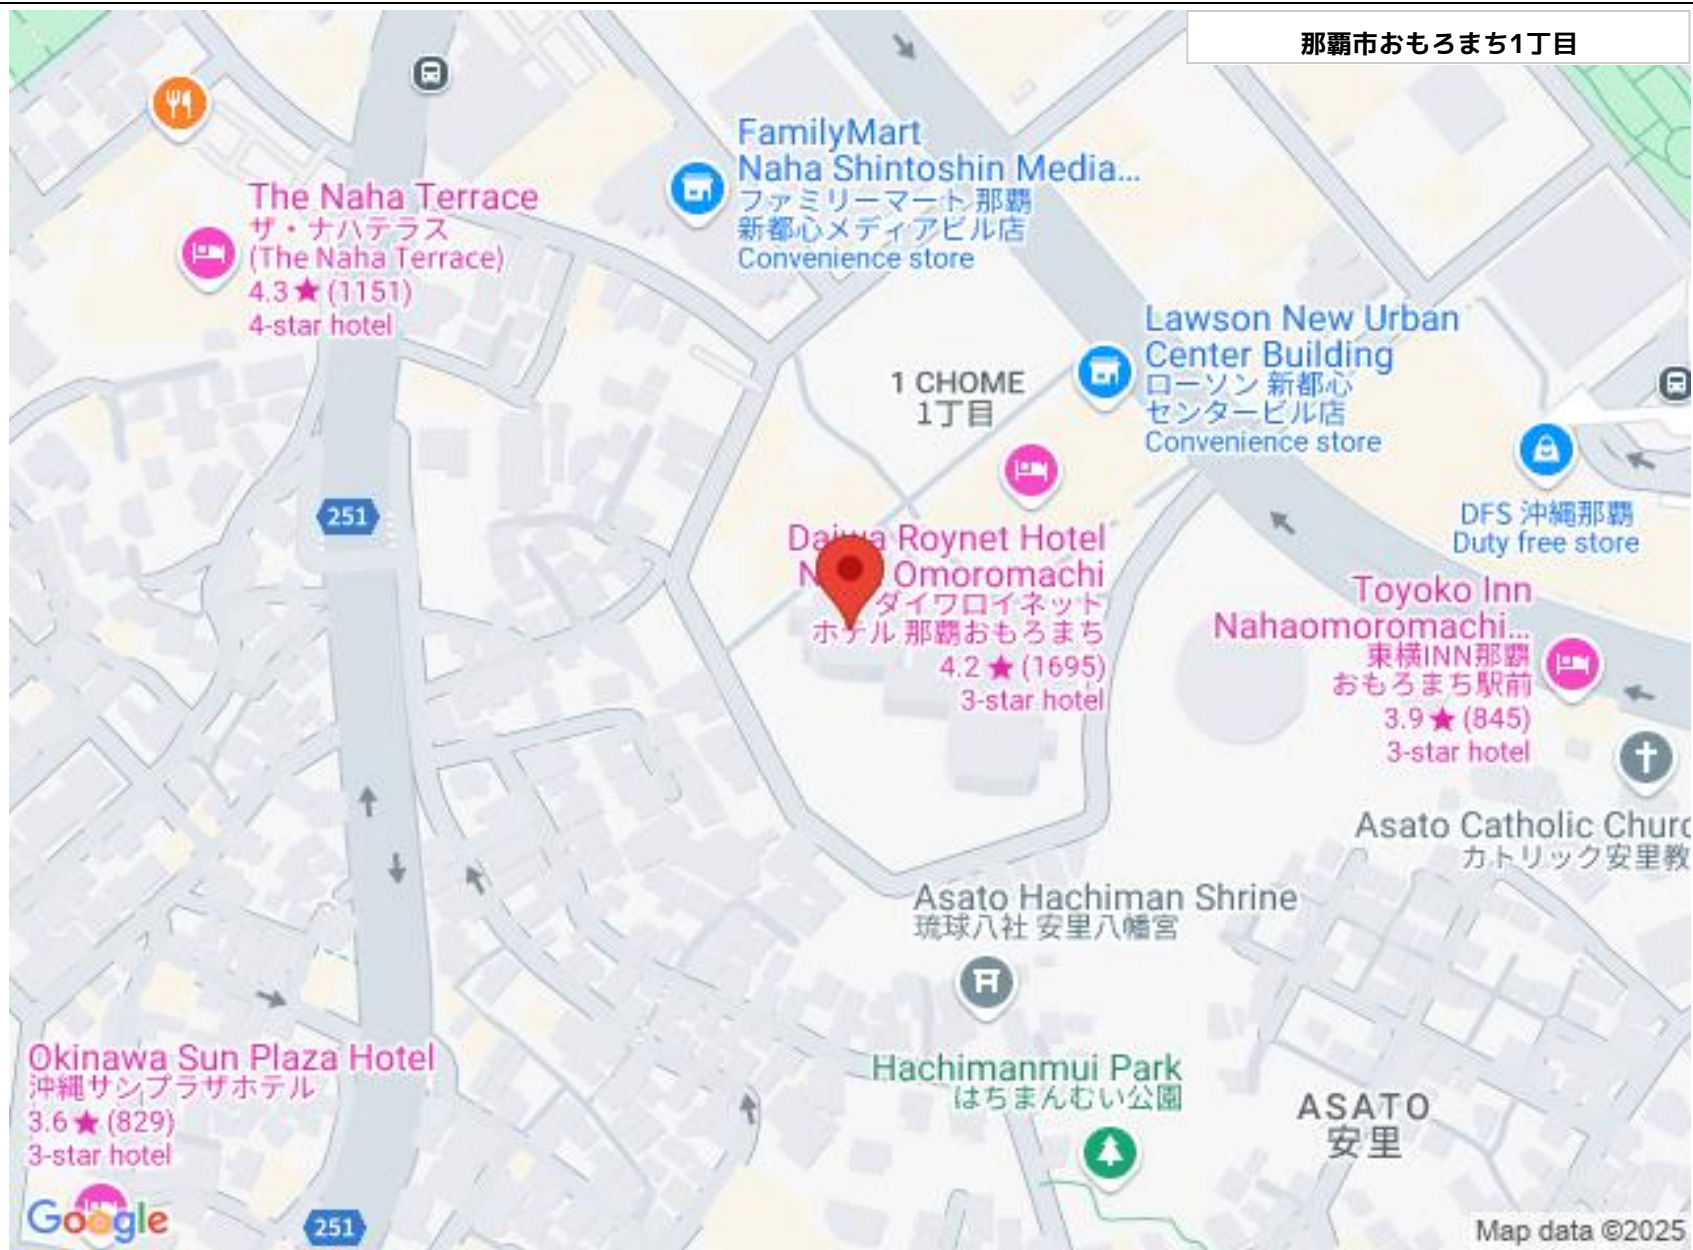 那覇市おもろまち1丁目
FamilyMart
Naha Shintoshin Media...
ファミリーマート 那覇
新都心メディアビル店
Convenience store
The Naha Terrace
ザ・ナハテラス
(The Naha Terrace)
4.3★(1151)
4-star hotel
Lawson New Urban
Center Building
ローソン 新都心
センタービル店
Convenience store
1 CHOME
1丁目
251
DFS 沖縄那覇
Duty free store
Roynet Hotel
Omoromachi
ダイワロイネット
ホテル 那覇おもろまち
4.2★(1695)
3-star hotel
Toyoko Inn
Nahaomoromachi...
東横INN那覇
おもろまち駅前
3.9★(845)
3-star hotel
Asato Catholic Churc
カトリック安里教
Asato Hachiman Shrine
琉球八社 安里八幡宮
Okinawa Sun Plaza Hotel
沖縄サンプラザホテル
3.6★(829)
3-star hotel
Hachimanmui Park
はちまんむい公園
ASATO
安里
Google
251
Map data ©2025